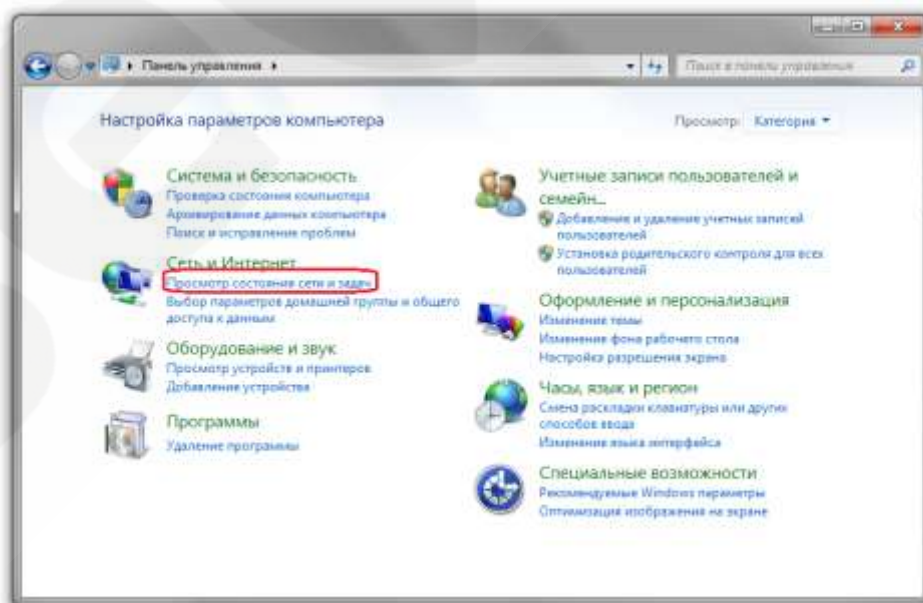 Панель управления
Поиск в панели управления
Настройка параметров компьютера
Просмотр: Категория
Система и безопасность
Проверка состояния компьютера
Архивирование данных компьютера
Поиск и исправление проблем
Сеть и Интернет
Просмотр состояния сети и задач
Выбор параметров домашней группы и общего
доступа к данным
Оборудование и звук
Просмотр устройств и принтеров
Добавление устройства
Программы
Удаление программы
Учетные записи пользователей и
семейн...
Добавление и удаление учетных записей
пользователей
Установка родительского контроля для всех
пользователей
Оформление и персонализация
Изменение темы
Изменение фона рабочего стола
Настройка разрешения экрана
Часы, язык и регион
Смена раскладки клавиатуры или других
способов ввода
Изменение языка интерфейса
Специальные возможности
Рекомендуемые Windows параметры
Оптимизация изображения на экране